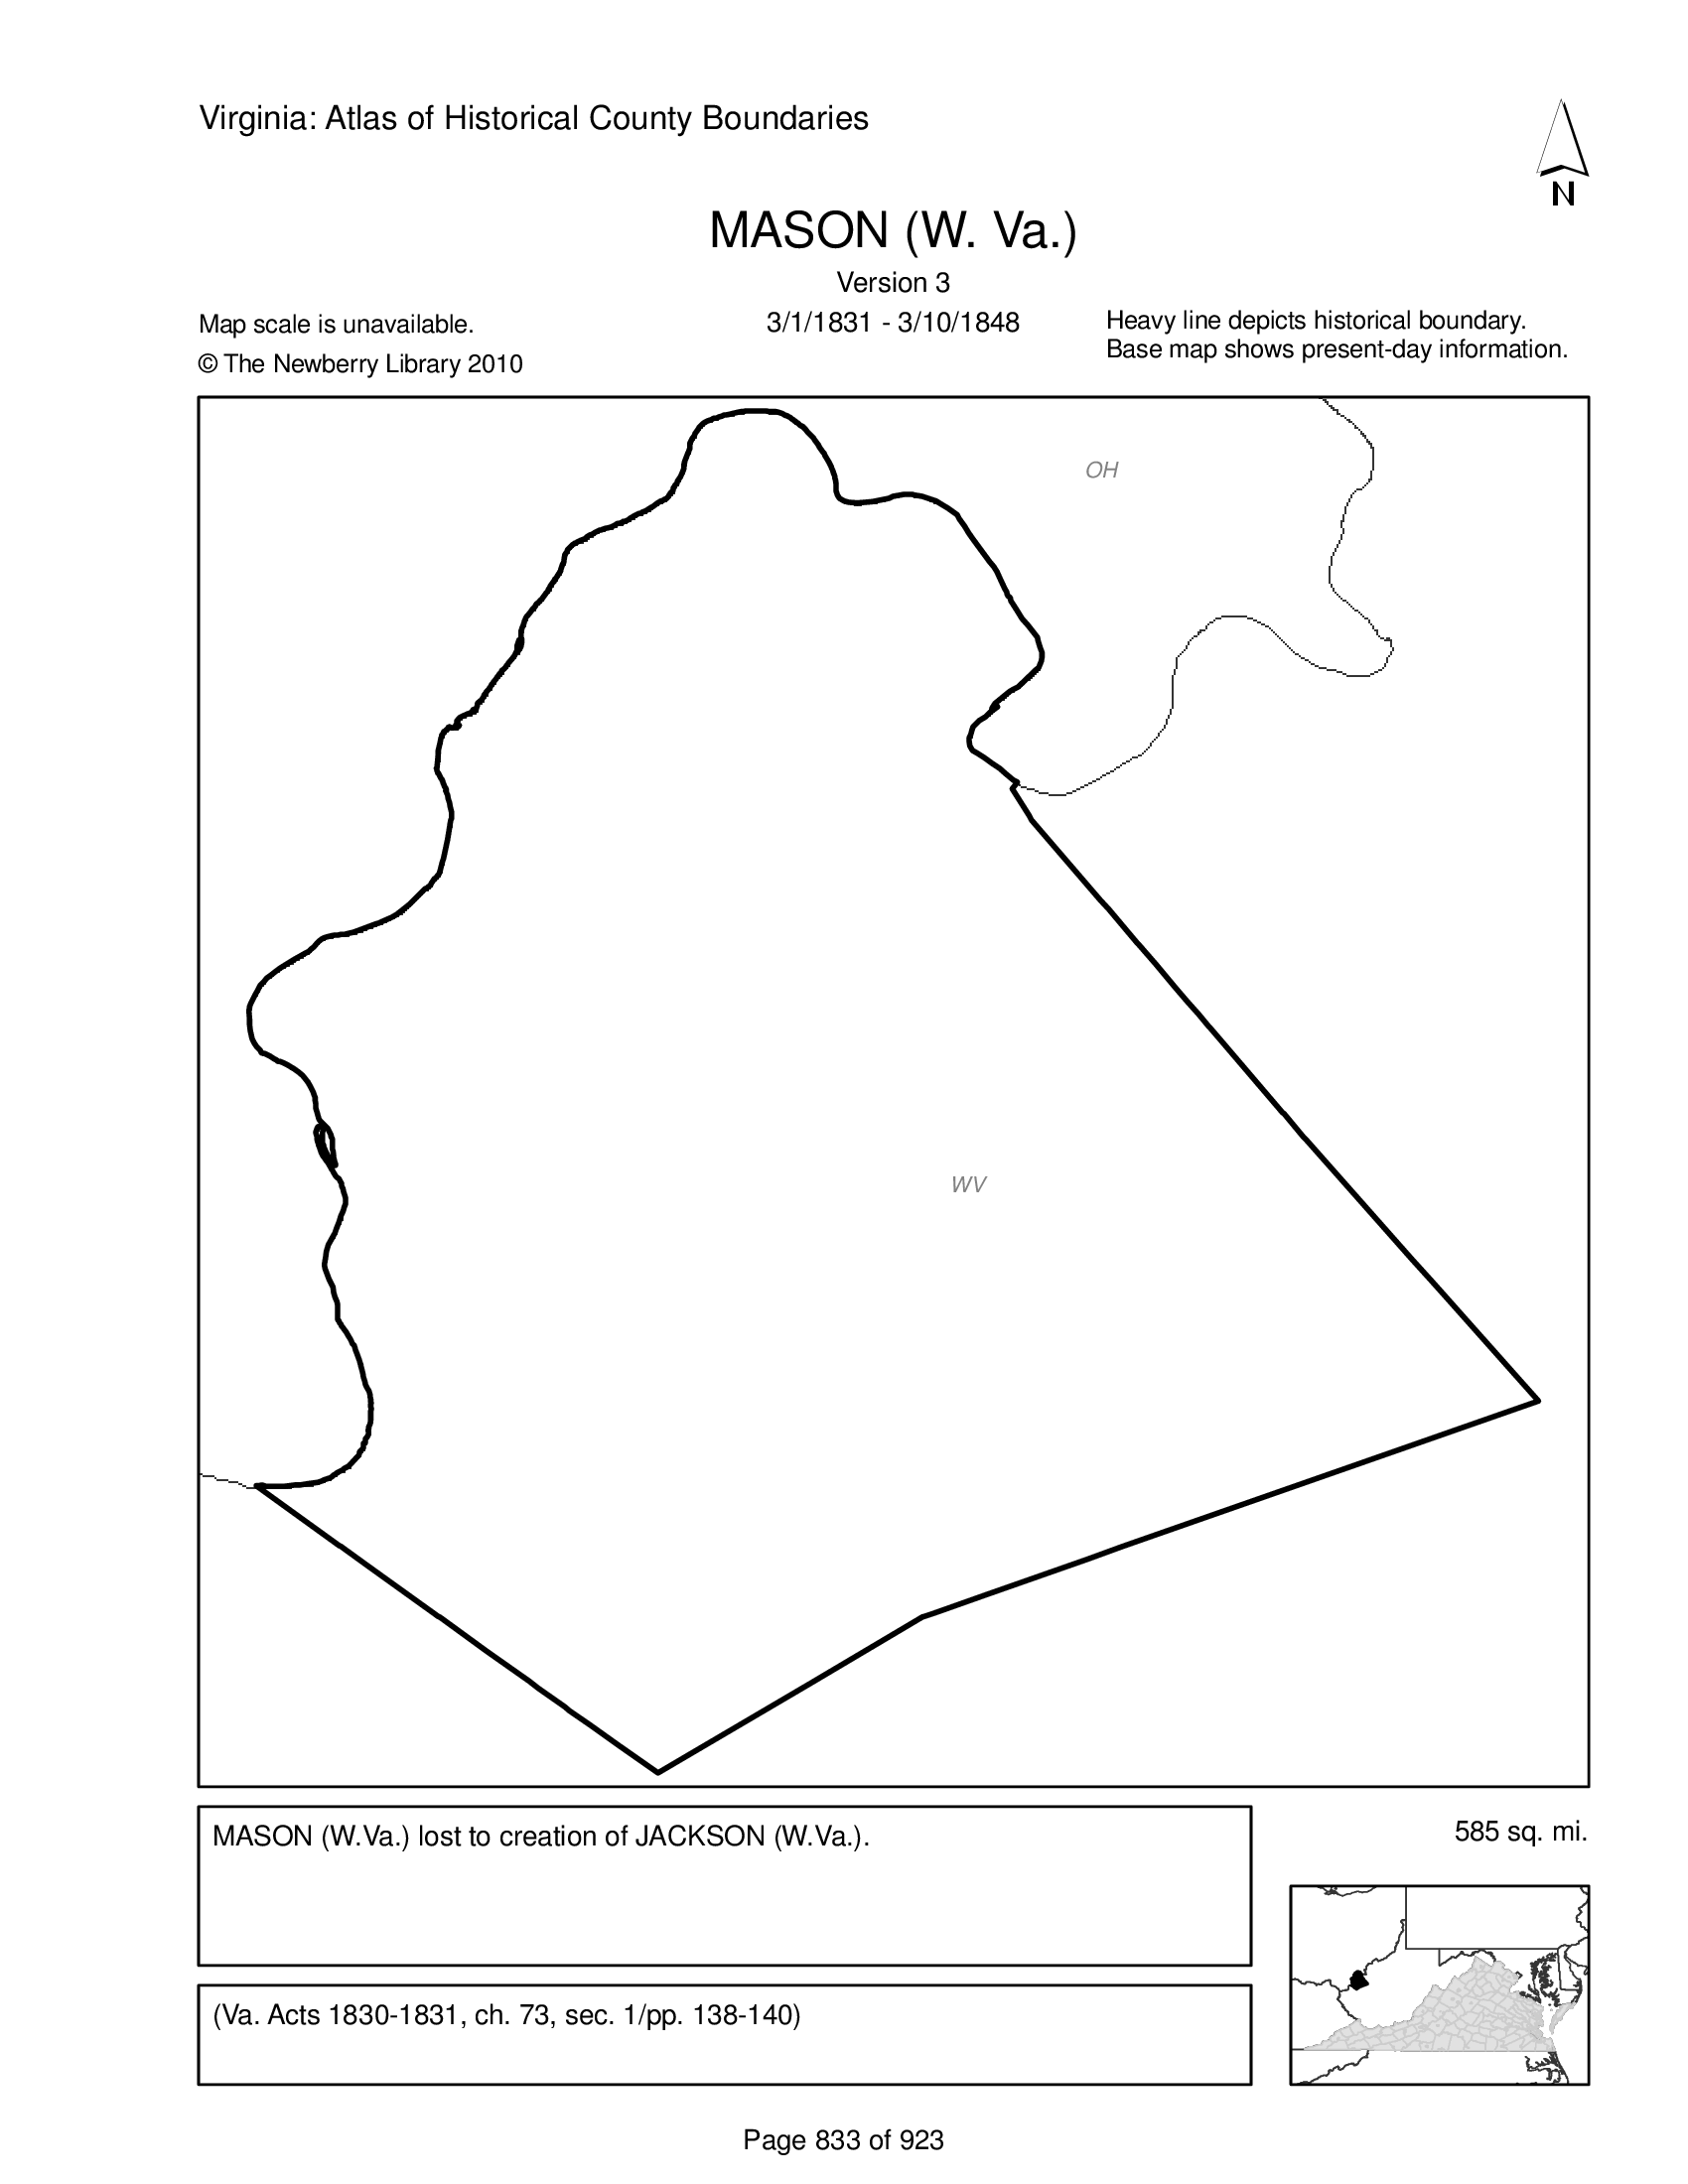 Virginia: Atlas of Historical County Boundaries
N
MASON (W. Va.)
Version 3
3/1/1831 - 3/10/1848
Map scale is unavailable.
© The Newberry Library 2010
Heavy line depicts historical boundary.
Base map shows present-day information.
OH
WV
MASON (W.Va.) lost to creation of JACKSON (W.Va.).
585 sq. mi.
(Va. Acts 1830-1831, ch. 73, sec. 1/pp. 138-140)
Page 833 of 923